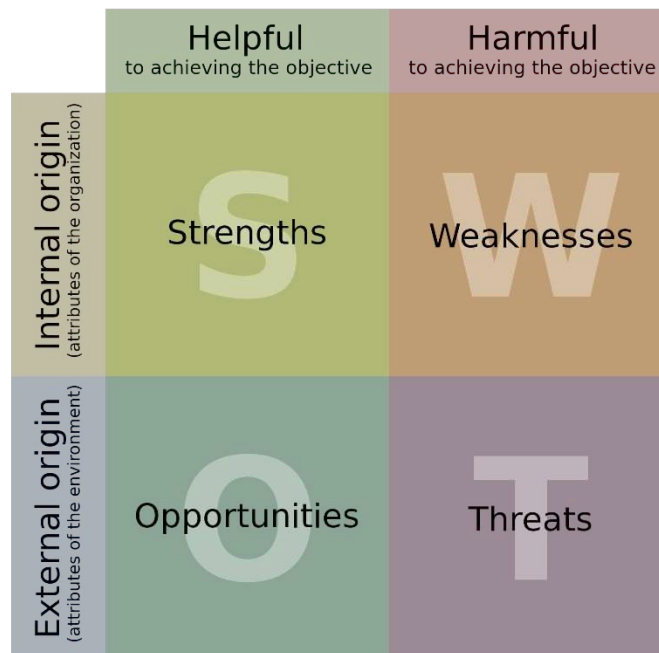 Helpful
to achieving the objective
Harmful
to achieving the objective
Internal origin
(attributes of the organization)
S
Strengths
W
Weaknesses
External origin
(attributes of the environment)
O
Opportunities
T
Threats